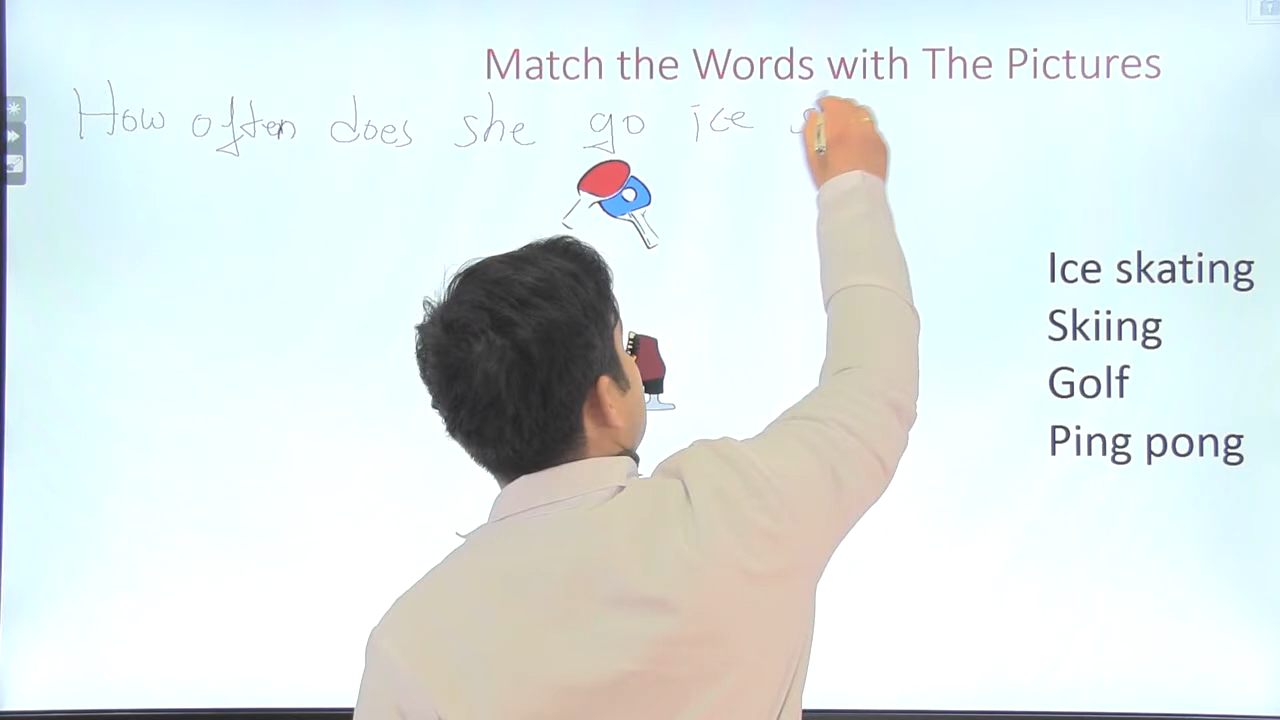 Match the Words with The Pictures
How often does she go ice s
Ice skating
Skiing
Golf
Ping pong